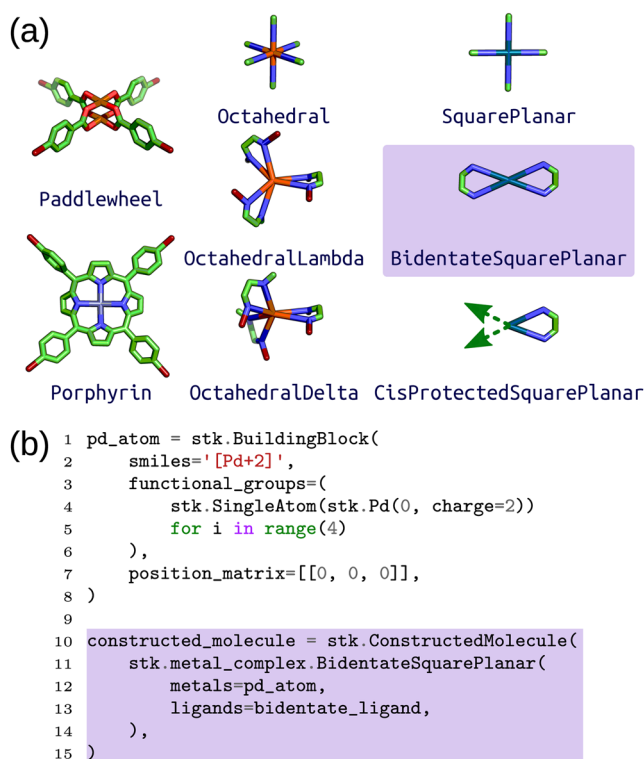 (a)
Octahedral
SquarePlanar
Paddlewheel
OctahedralLambda
BidentateSquarePlanar
Porphyrin
OctahedralDelta
CisProtectedSquarePlanar
(b)
1 pd_atom = stk.BuildingBlock(
2     smiles='[Pd+2]',
3     functional_groups=(
4         stk.SingleAtom(stk.Pd(0, charge=2))
5         for i in range(4)
6     ),
7     position_matrix=[[0, 0, 0]],
8 )
9
10 constructed_molecule = stk.ConstructedMolecule(
11     stk.metal_complex.BidentateSquarePlanar(
12         metals=pd_atom,
13         ligands=bidentate_ligand,
14     ),
15 )